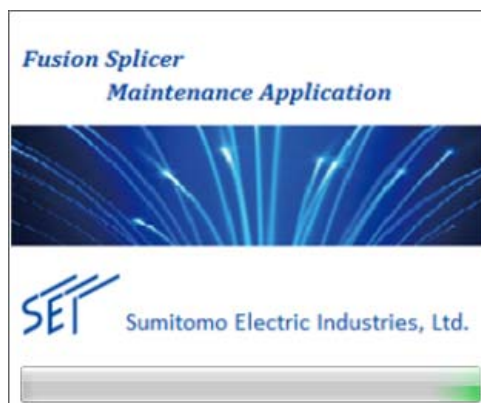 Fusion Splicer
Maintenance Application
SEI
Sumitomo Electric Industries, Ltd.